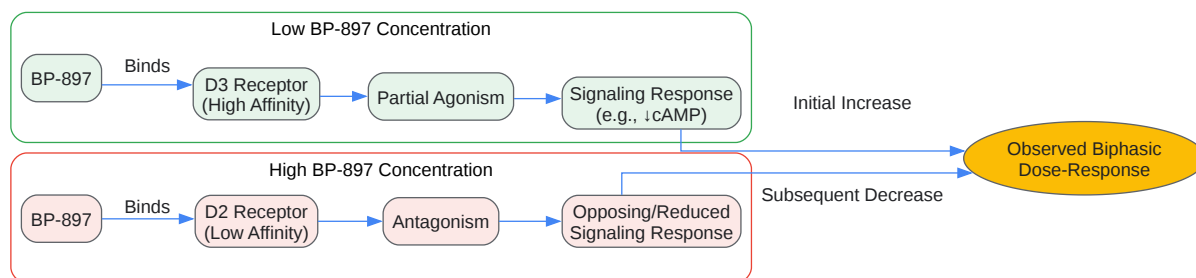 Low BP-897 Concentration
BP-897
Binds
D3 Receptor
(High Affinity)
Partial Agonism
Signaling Response
(e.g., ↓cAMP)
Initial Increase
High BP-897 Concentration
BP-897
Binds
D2 Receptor
(Low Affinity)
Antagonism
Opposing/Reduced
Signaling Response
Subsequent Decrease
Observed Biphasic
Dose-Response